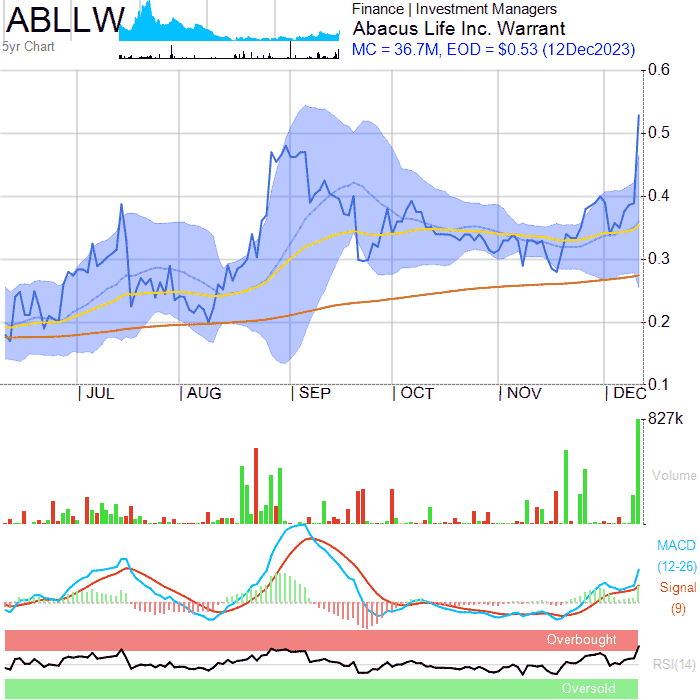 ABLLW
5yr Chart
Finance | Investment Managers
Abacus Life Inc. Warrant
MC = 36.7M, EOD = $0.53 (12Dec2023)
0.6
0.5
0.4
0.3
0.2
0.1
| JUL | AUG | SEP | OCT | NOV | DEC
827k
Volume
MACD
(12-26)
Signal
(9)
Overbought
RSI(14)
Oversold